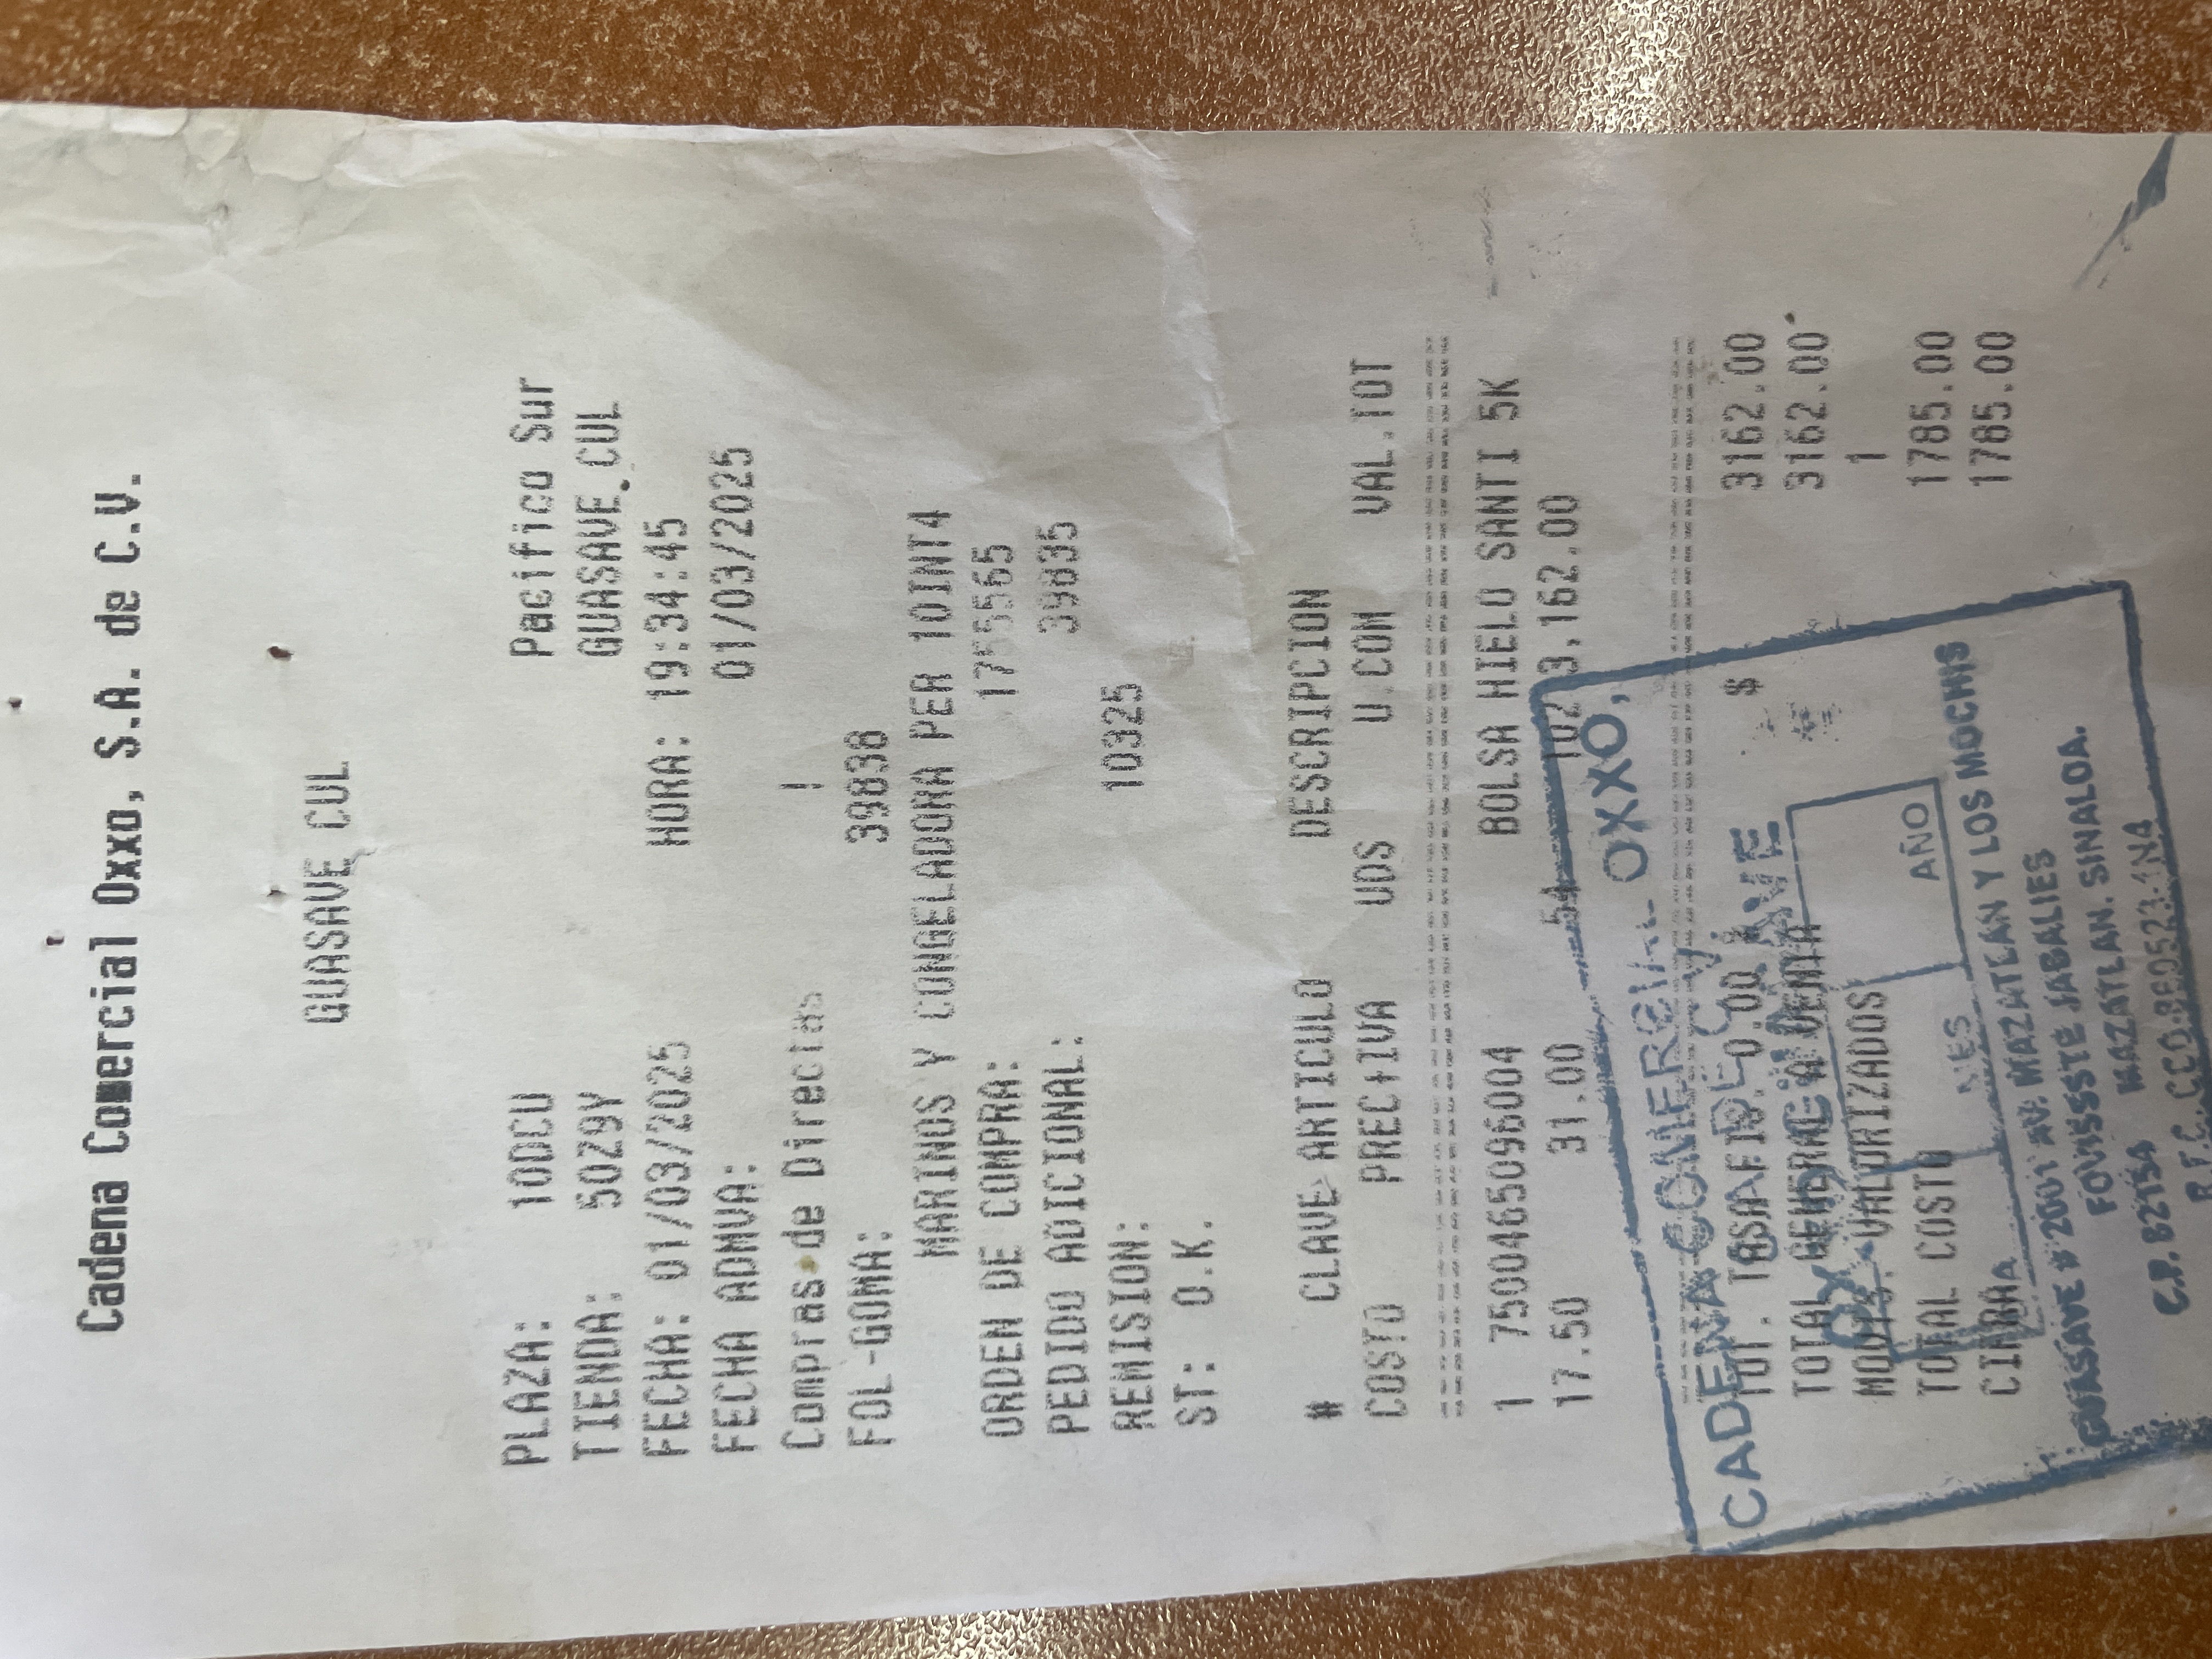 Cadena Comercial Oxxo, S.A. de C.V.
GUASAVE CUL
PLAZA: 10DCU Pacifico Sur
TIENDA: 50Z9Y GUASAVE CUL
FECHA: 01/03/2025 HORA: 19:34:45
FECHA ADMVA: 01/03/2025
Compras de Directas !
FOL-GOMA: 39838
MARINOS Y CONGELADORA PER 10INT4
ORDEN DE COMPRA: 1755565
PEDIDO ADICIONAL: 39835
REMISION: 10325
ST: O.K.
# CLAVE ARTICULO DESCRIPCION
COSTO PREC+IVA UDS U.COM VAL.TOT
1 7500465096004 BOLSA HIELO SANTI 5K
17.50 31.00 54 102 3,162.00
TOT. TASA FIS. 0.00 $ 3162.00
TOTAL GENERAL A VENTA 3162.00
MOVTS. VALORIZADOS 1
TOTAL COSTO 1785.00
CIFRA 1785.00
CADENA COMERCIAL OXXO,
S.A. DE C.V.
OXXO GUASAVE
DIA MES AÑO
GUASAVE # 2001 AV. MAZATLAN Y LOS MOCHIS
FOVISSSTE JABALIES
C.P. 82154 MAZATLAN, SINALOA.
R.F.C. CCO-860523-1N4